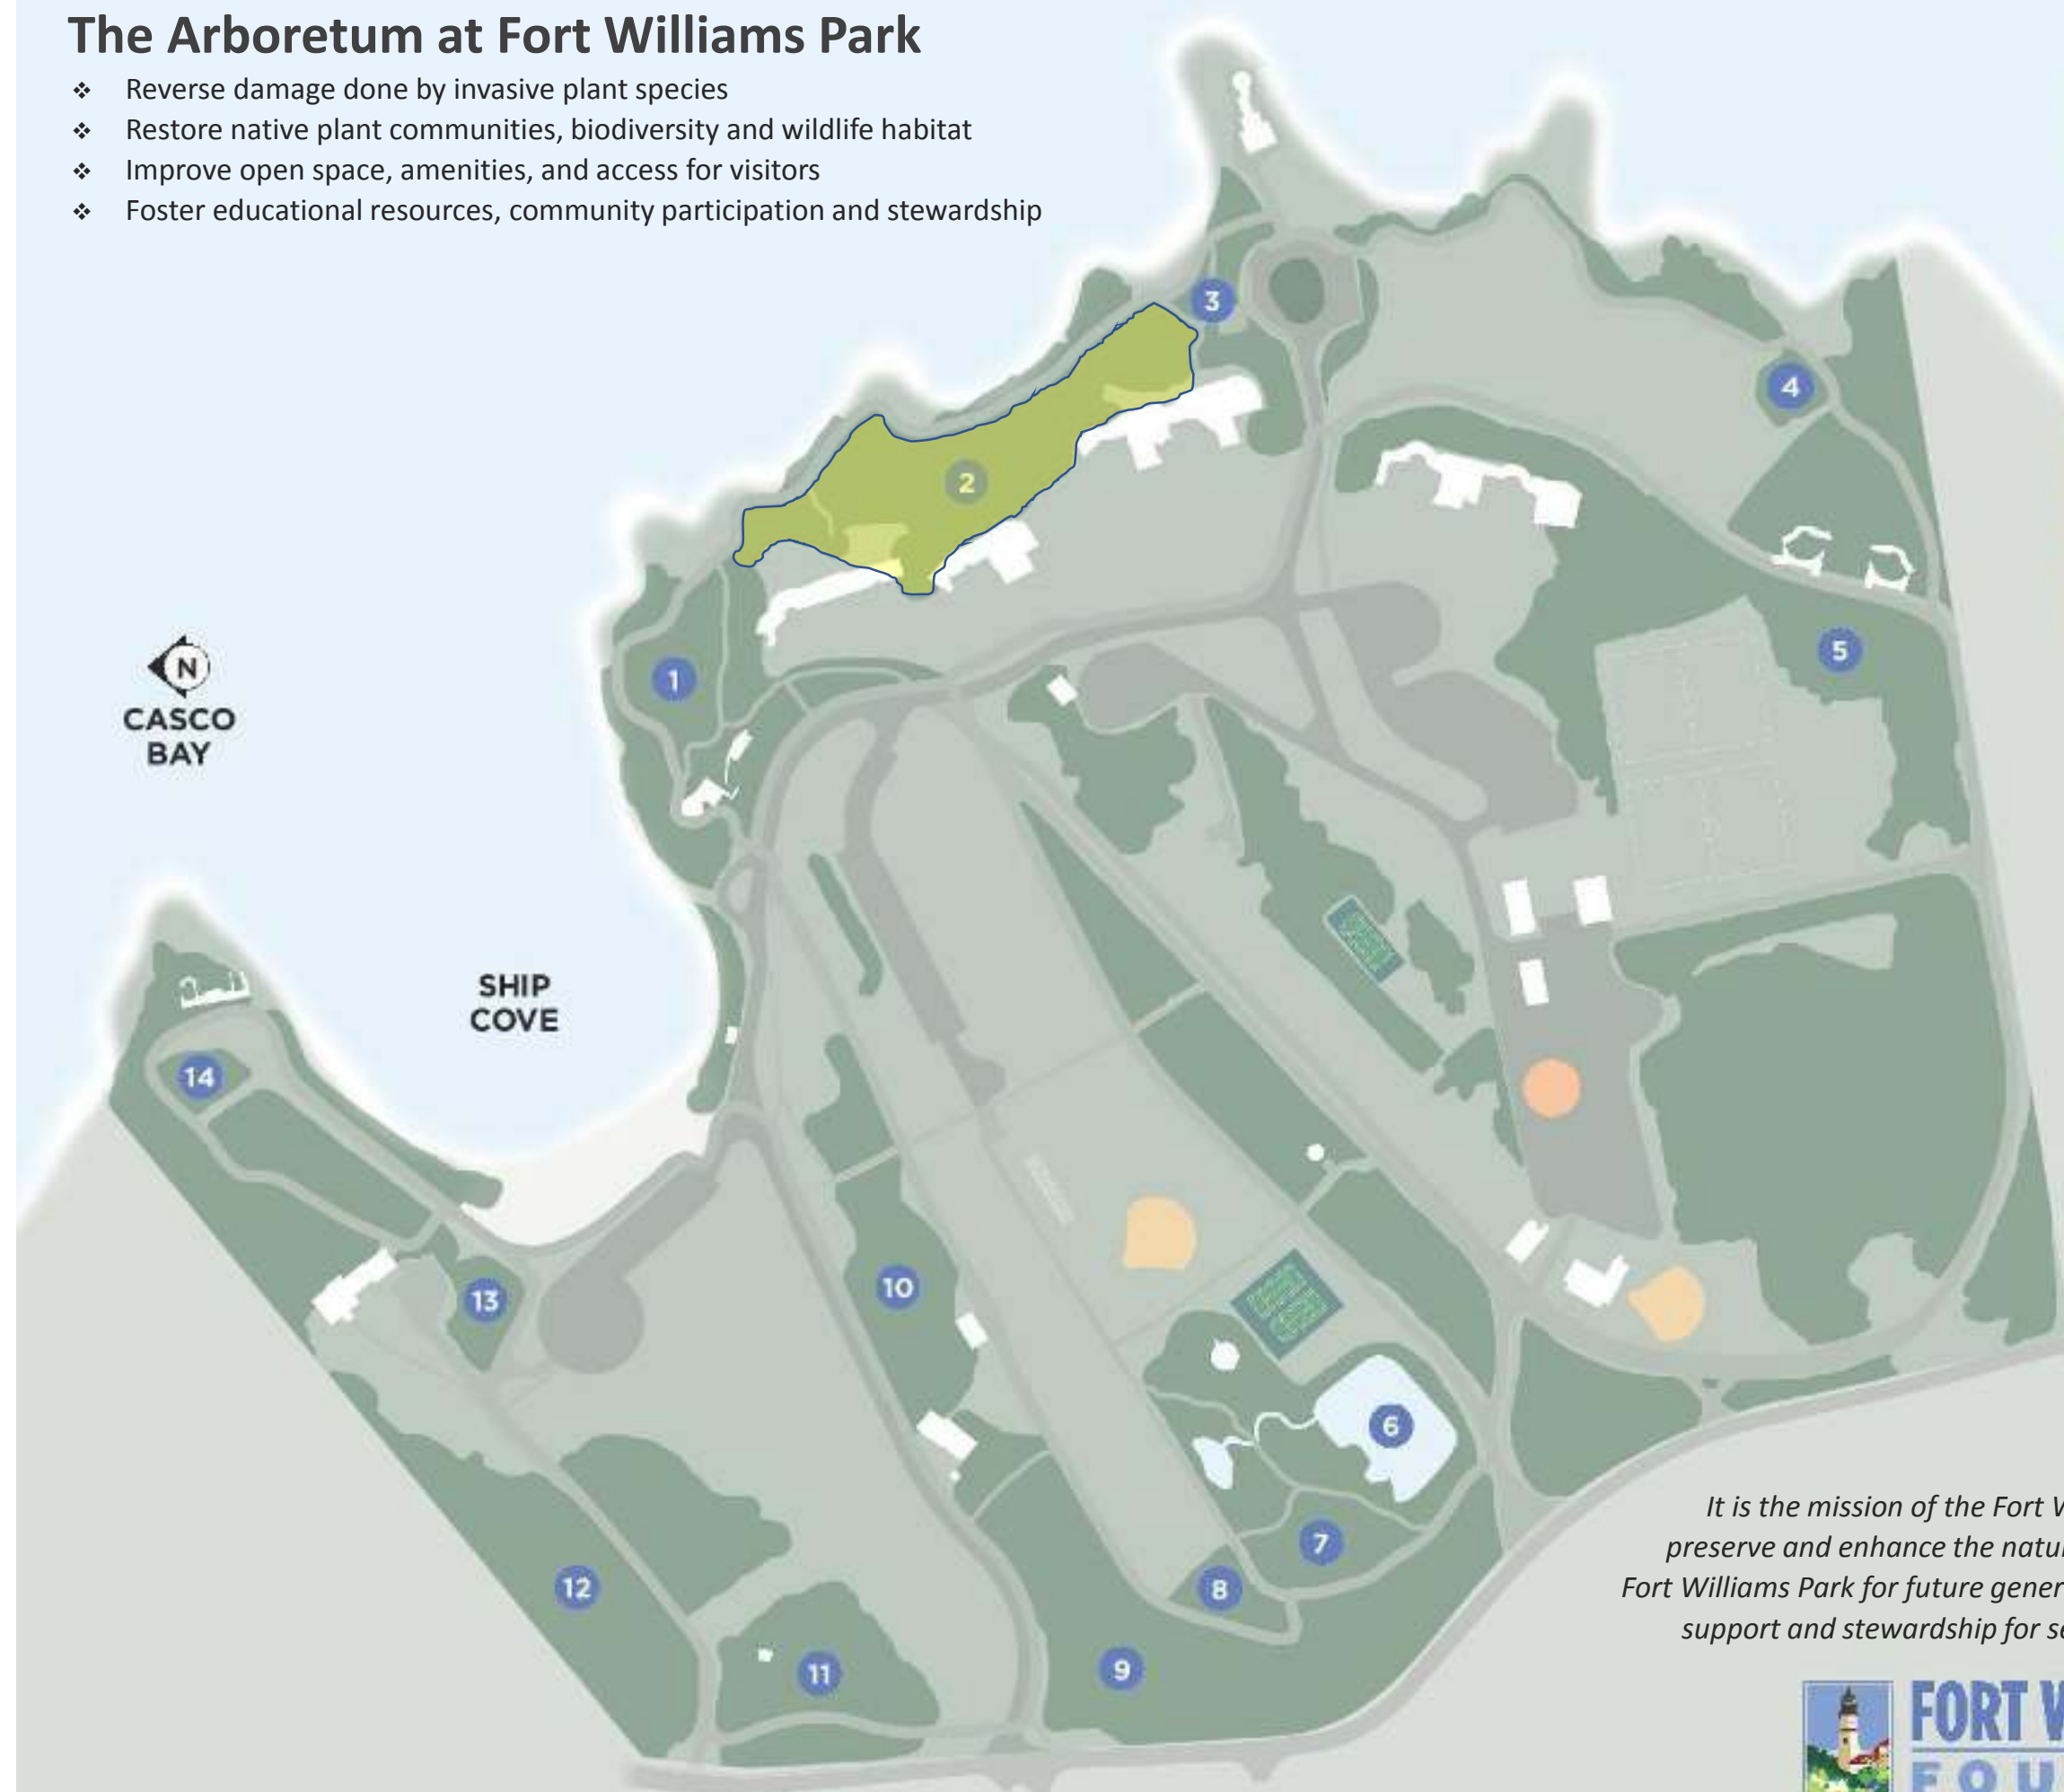 The Arboretum at Fort Williams Park
❖ Reverse damage done by invasive plant species
❖ Restore native plant communities, biodiversity and wildlife habitat
❖ Improve open space, amenities, and access for visitors
❖ Foster educational resources, community participation and stewardship
3
4
2
5
N
CASCO
BAY
1
SHIP
COVE
14
10
13
6
7
8
12
9
11
It is the mission of the Fort
preserve and enhance the
Fort Williams Park for future
support and stewardship for
FORT